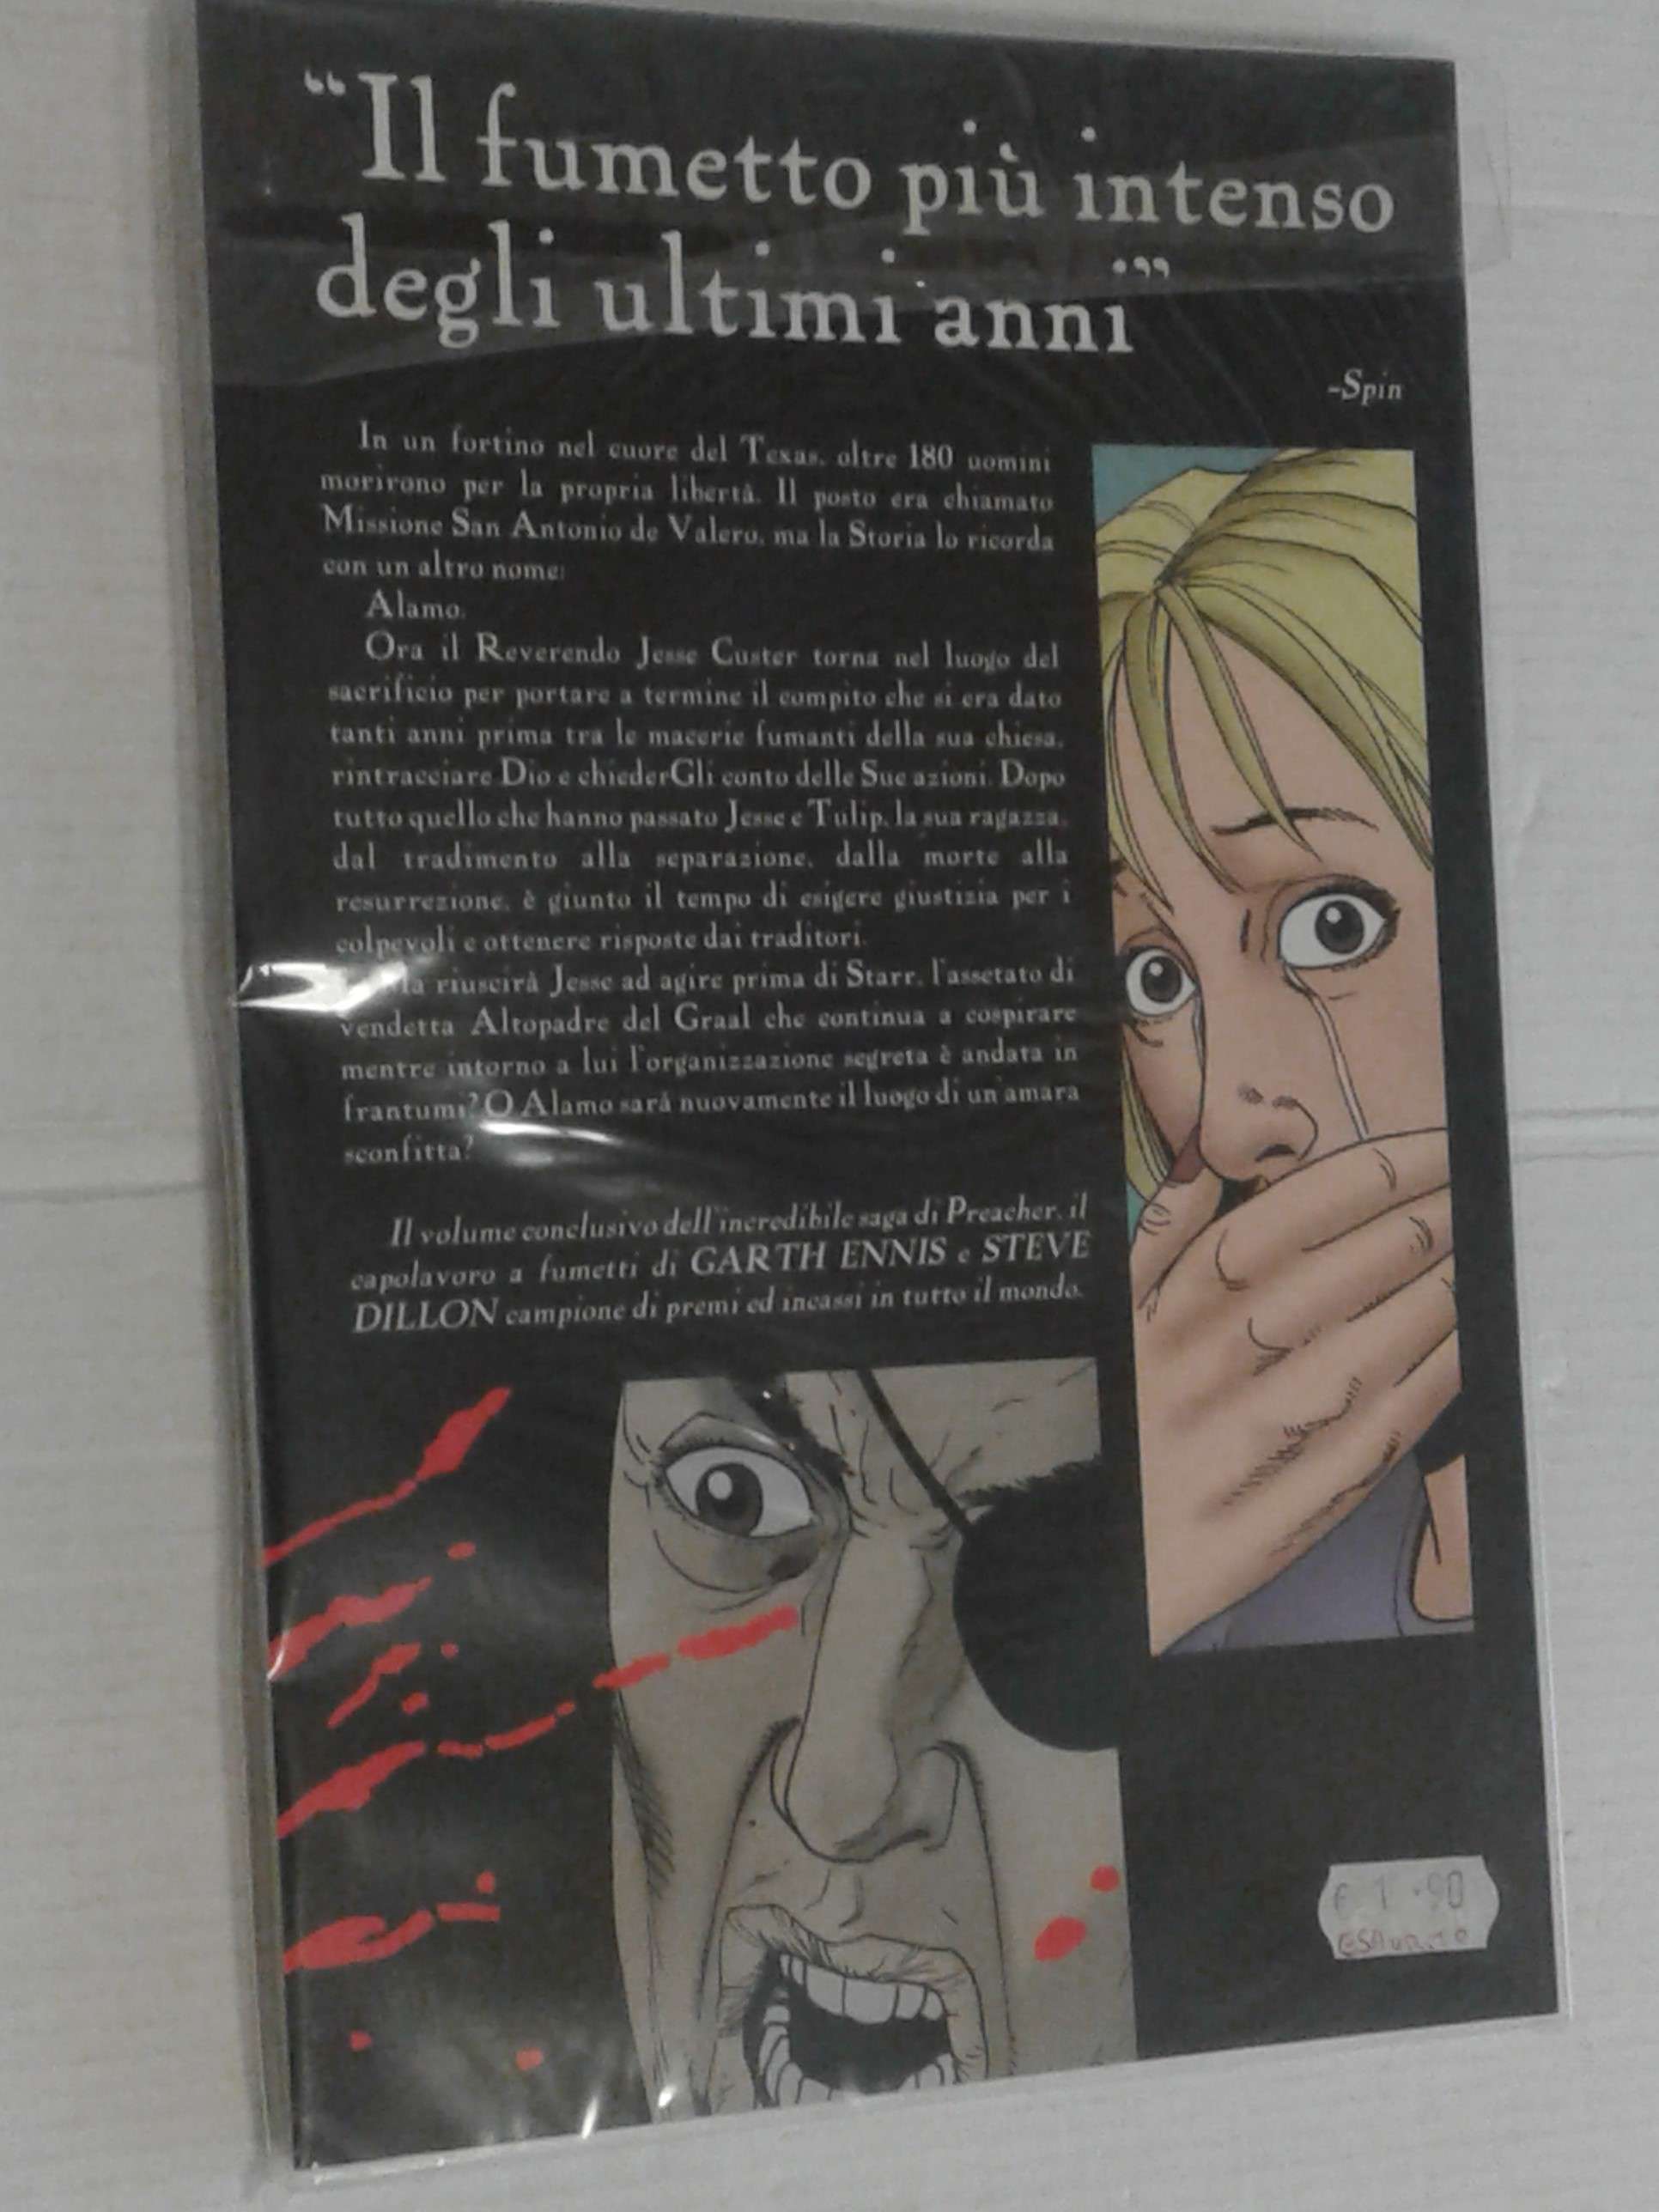 “Il fumetto più intenso
degli ultimi anni.”
-Spin
In un fortino nel cuore del Texas, oltre 180 uomini
morirono per la propria libertà. Il posto era chiamato
Missione San Antonio de Valero, ma la Storia lo ricorda
con un altro nome:
Alamo.
Ora il Reverendo Jesse Custer torna nel luogo del
sacrificio per portare a termine il compito che si era dato
tanti anni prima tra le macerie fumanti della sua chiesa,
rintracciare Dio e chiederGli conto delle Sue azioni. Dopo
tutto quello che hanno passato Jesse e Tulip, la sua ragazza,
dal tradimento alla separazione, dalla morte alla
resurrezione, è giunto il tempo di esigere giustizia per i
colpevoli e ottenere risposte dai traditori.
Ma riuscirà Jesse ad agire prima di Starr, l'assetato di
vendetta Altopadre del Graal che continua a cospirare
mentre intorno a lui l'organizzazione segreta è andata in
frantumi? O Alamo sarà nuovamente il luogo di un'amara
sconfitta?
Il volume conclusivo dell'incredibile saga di Preacher, il
capolavoro a fumetti di GARTH ENNIS e STEVE
DILLON campione di premi ed incassi in tutto il mondo.
€ 1.90